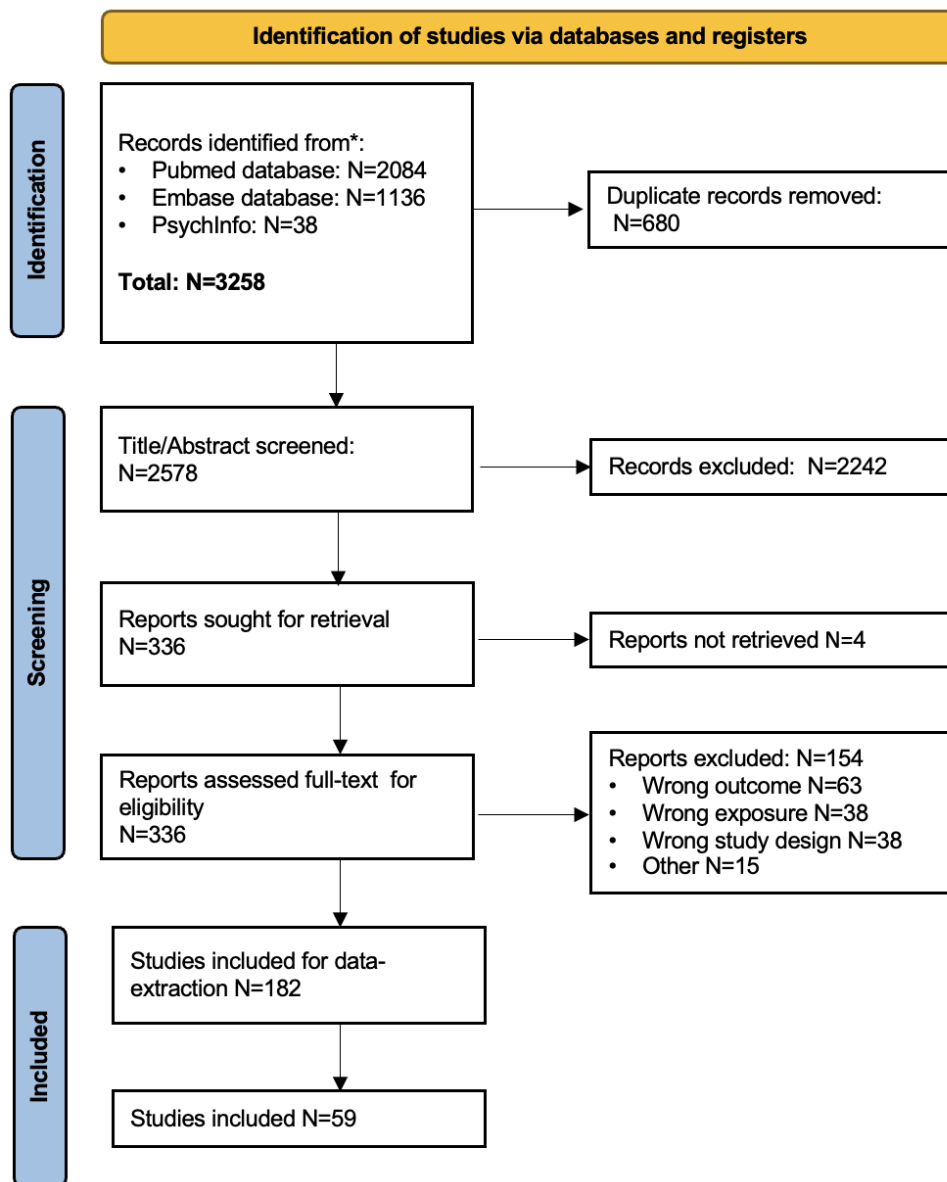 Identification of studies via databases and registers
Identification
Records identified from*:
• Pubmed database: N=2084
• Embase database: N=1136
• PsychInfo: N=38
Total: N=3258
Duplicate records removed:
N=680
Screening
Title/Abstract screened:
N=2578
Records excluded: N=2242
Reports sought for retrieval
N=336
Reports not retrieved N=4
Reports assessed full-text for
eligibility
N=336
Reports excluded: N=154
• Wrong outcome N=63
• Wrong exposure N=38
• Wrong study design N=38
• Other N=15
Included
Studies included for data-
extraction N=182
Studies included N=59